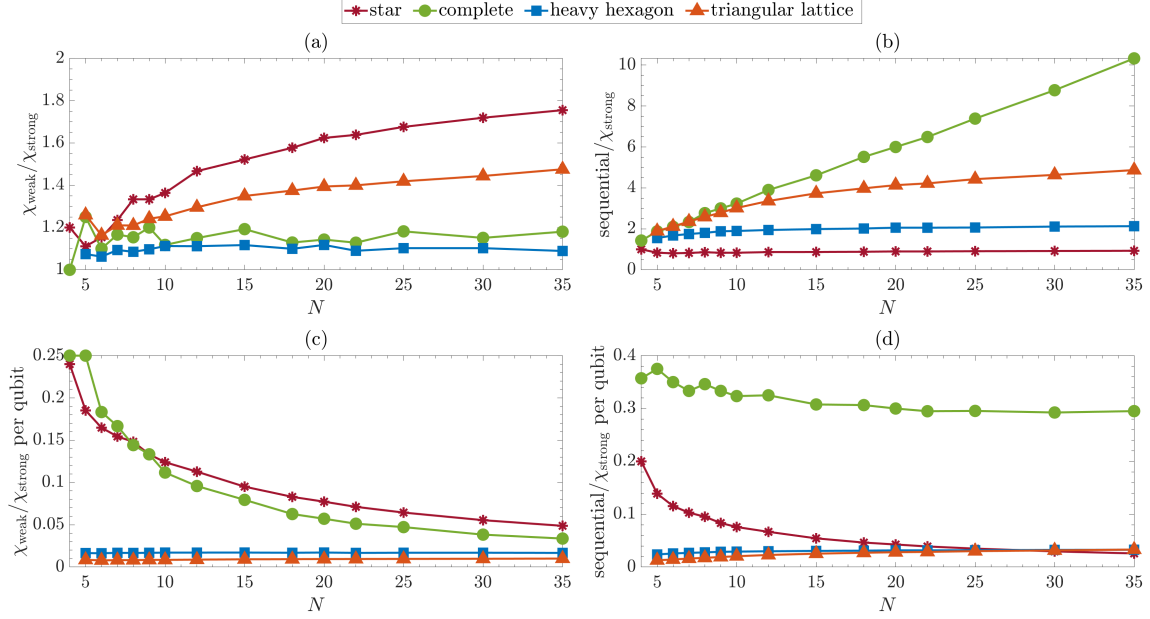 star complete heavy hexagon triangular lattice
(a)
2
1.8
1.6
1.4
1.2
1
χweak/χstrong
5 10 15 20 25 30 35
N
(b)
10
8
6
4
2
0
sequential/χstrong
5 10 15 20 25 30 35
N
(c)
0.25
0.2
0.15
0.1
0.05
0
χweak/χstrong per qubit
5 10 15 20 25 30 35
N
(d)
0.4
0.3
0.2
0.1
0
sequential/χstrong per qubit
5 10 15 20 25 30 35
N